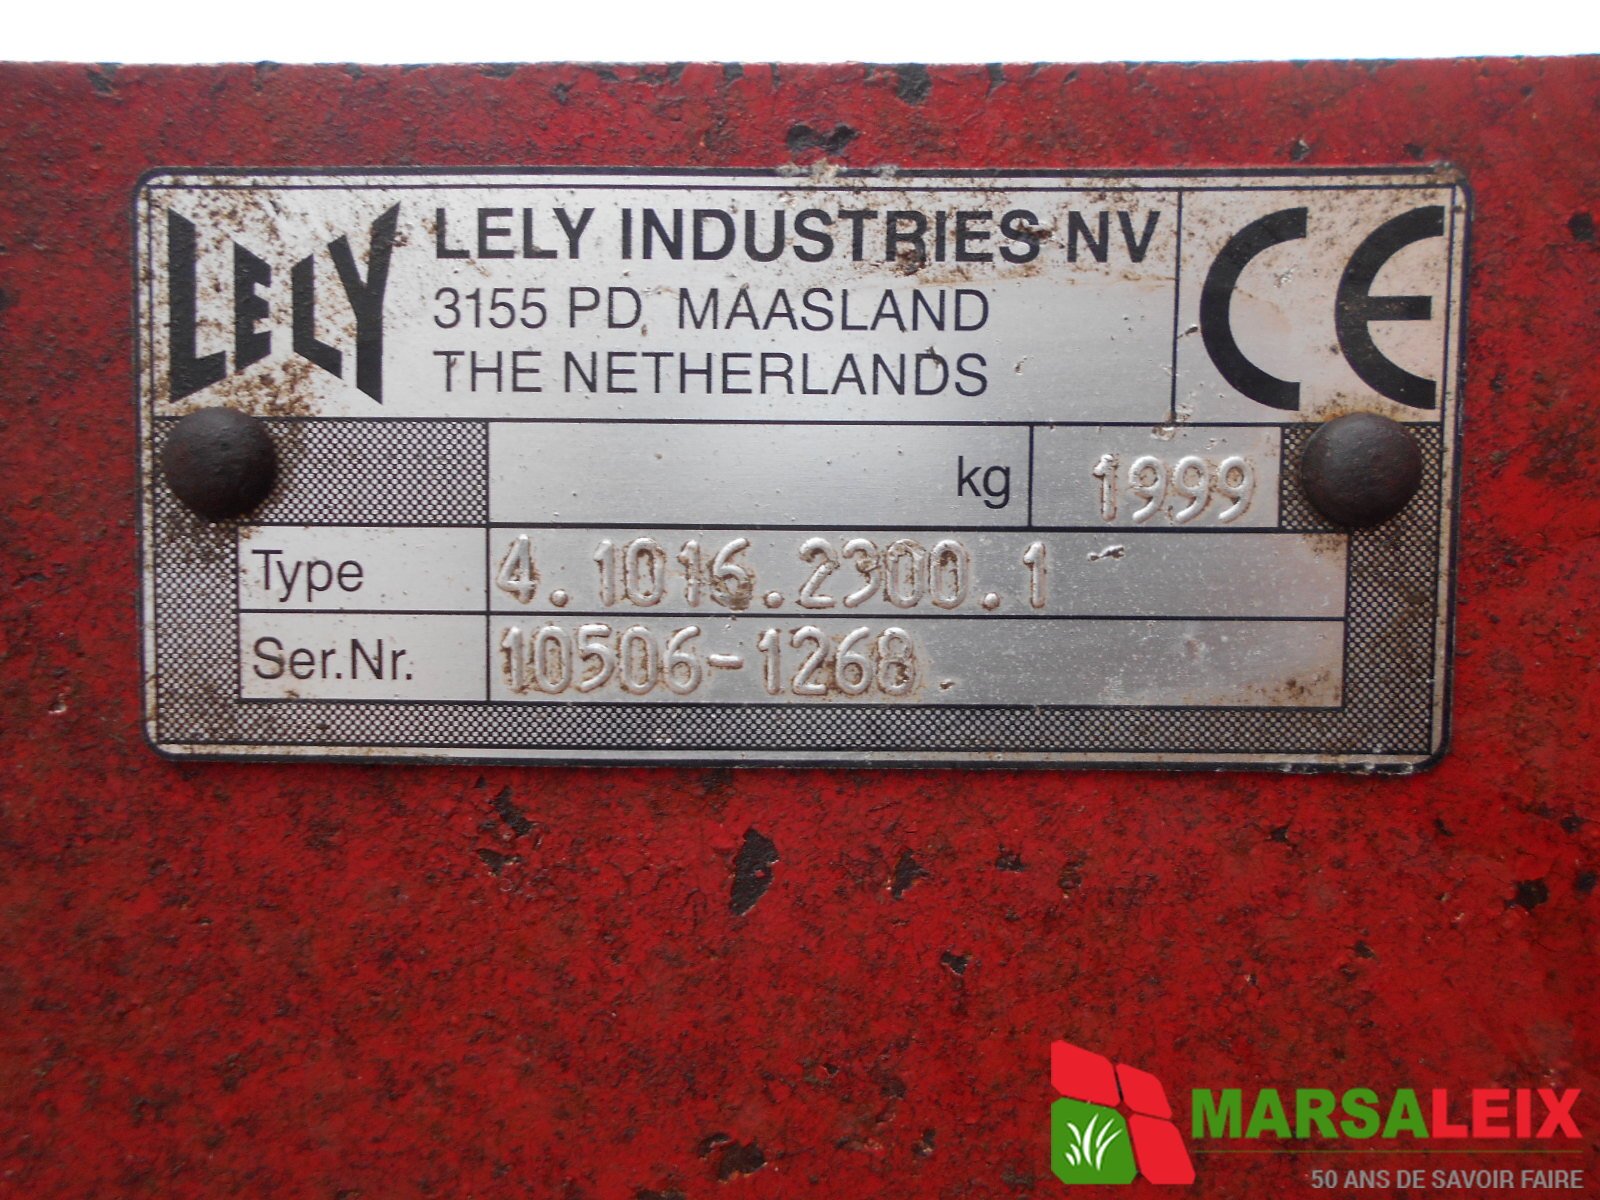 LELY
LELY INDUSTRIES NV
3155 PD MAASLAND
THE NETHERLANDS
CE
kg 1999
Type 4.1016.2300.1
Ser.Nr. 10506-1268
MARSALEIX
50 ANS DE SAVOIR FAIRE